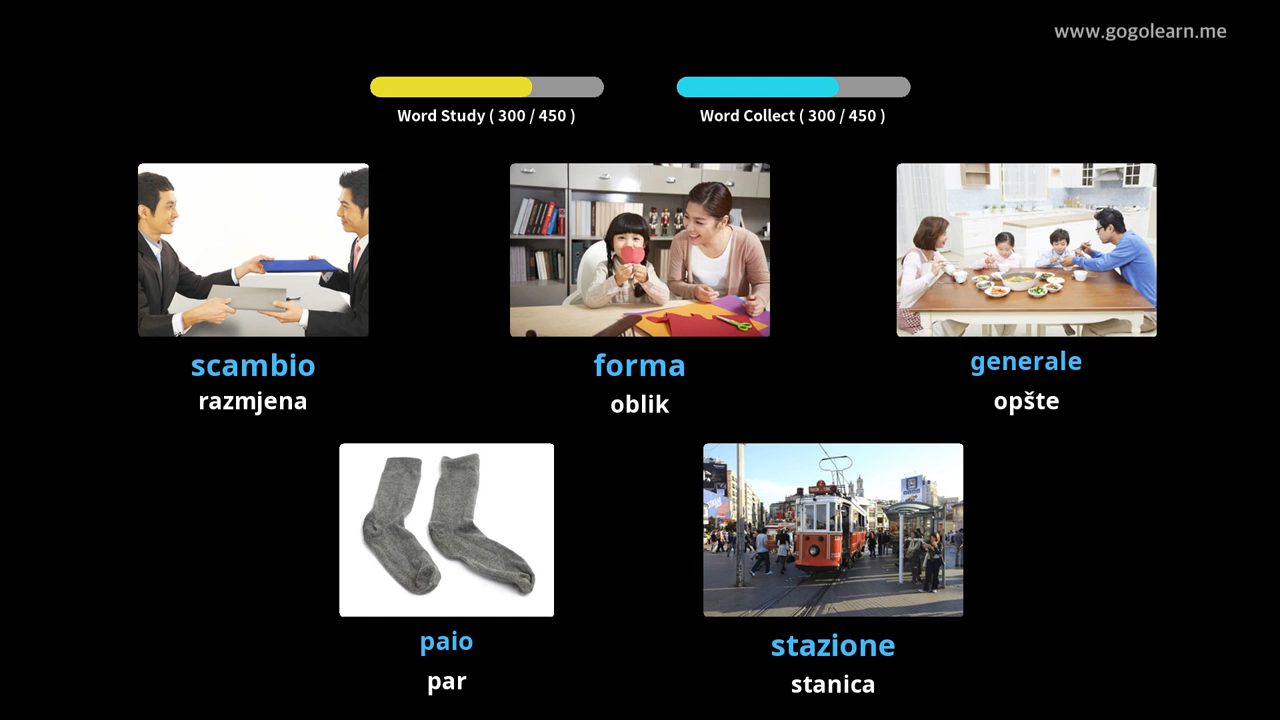 www.gogolearn.me
Word Study ( 300 / 450 )
Word Collect ( 300 / 450 )
scambio
razmjena
forma
oblik
generale
opšte
paio
par
stazione
stanica